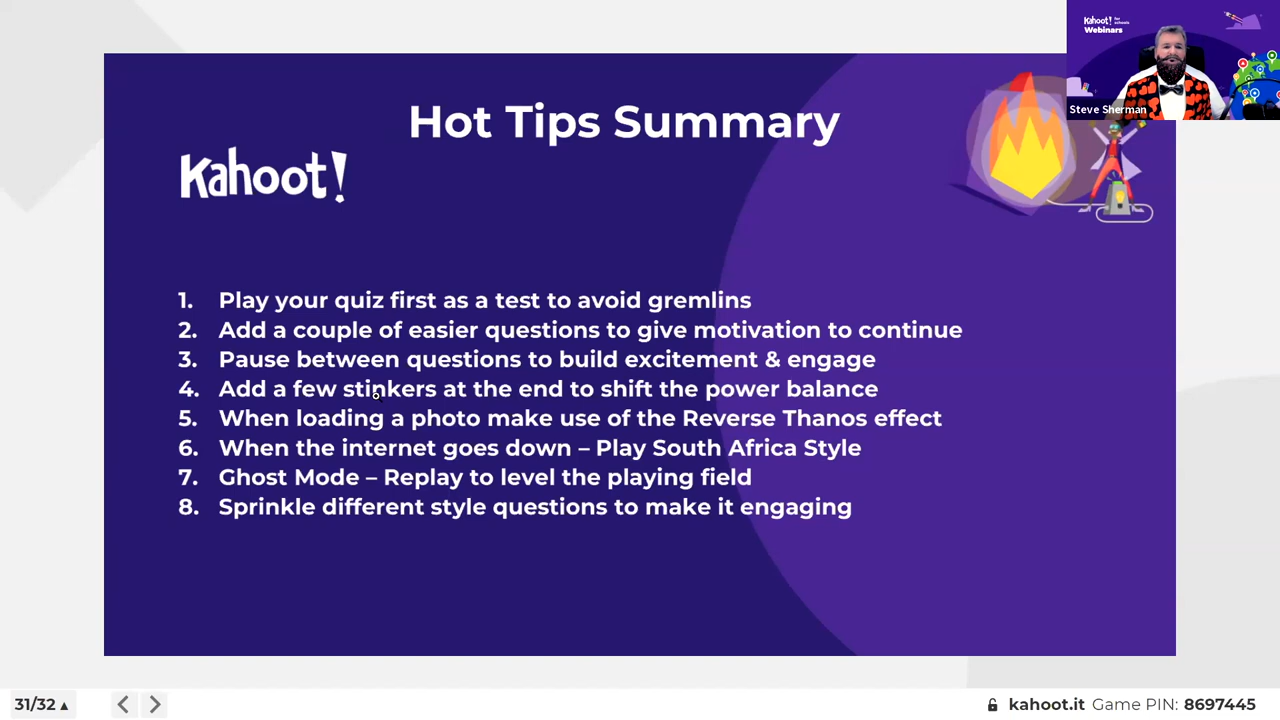 Kahoot! for schools
Webinars
Steve Sherman
Hot Tips Summary
Kahoot!
1. Play your quiz first as a test to avoid gremlins
2. Add a couple of easier questions to give motivation to continue
3. Pause between questions to build excitement & engage
4. Add a few stinkers at the end to shift the power balance
5. When loading a photo make use of the Reverse Thanos effect
6. When the internet goes down – Play South Africa Style
7. Ghost Mode – Replay to level the playing field
8. Sprinkle different style questions to make it engaging
31/32 ▲
kahoot.it Game PIN: 8697445